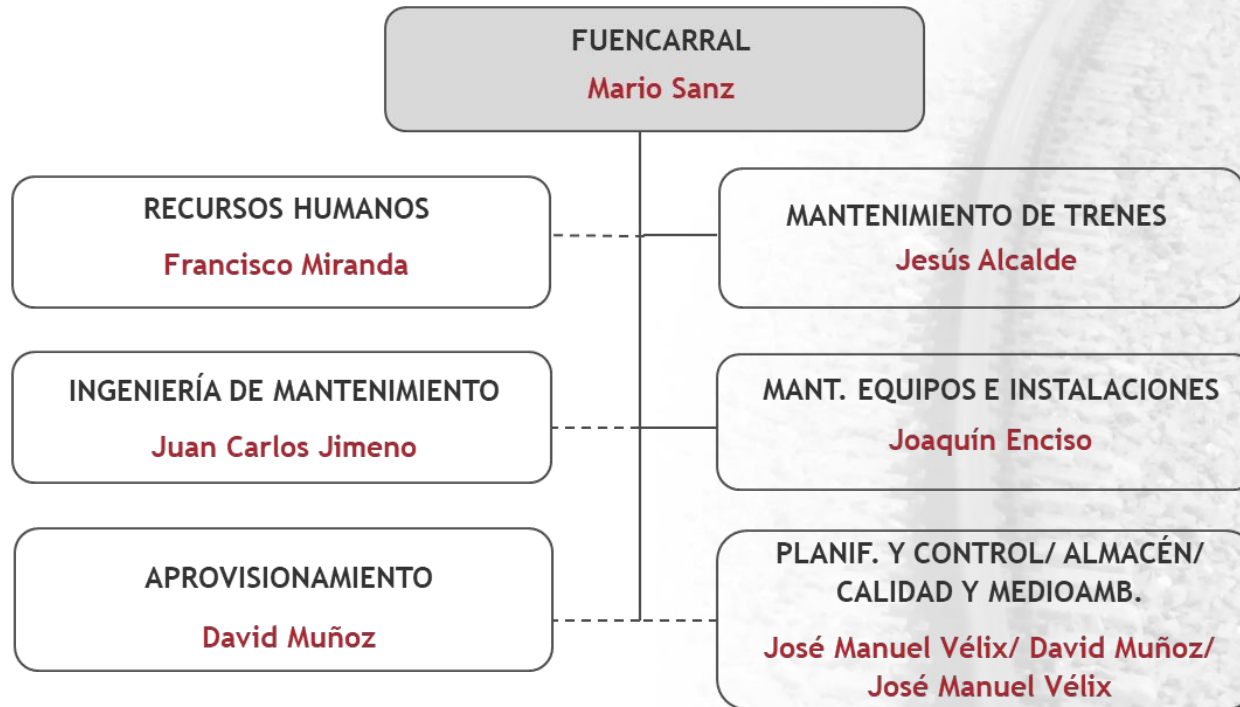 FUENCARRAL
Mario Sanz
RECURSOS HUMANOS
Francisco Miranda
MANTENIMIENTO DE TRENES
Jesús Alcalde
INGENIERÍA DE MANTENIMIENTO
Juan Carlos Jimeno
MANT. EQUIPOS E INSTALACIONES
Joaquín Enciso
APROVISIONAMIENTO
David Muñoz
PLANIF. Y CONTROL/ ALMACÉN/
CALIDAD Y MEDIOAMB.
José Manuel Vélix/ David Muñoz/
José Manuel Vélix